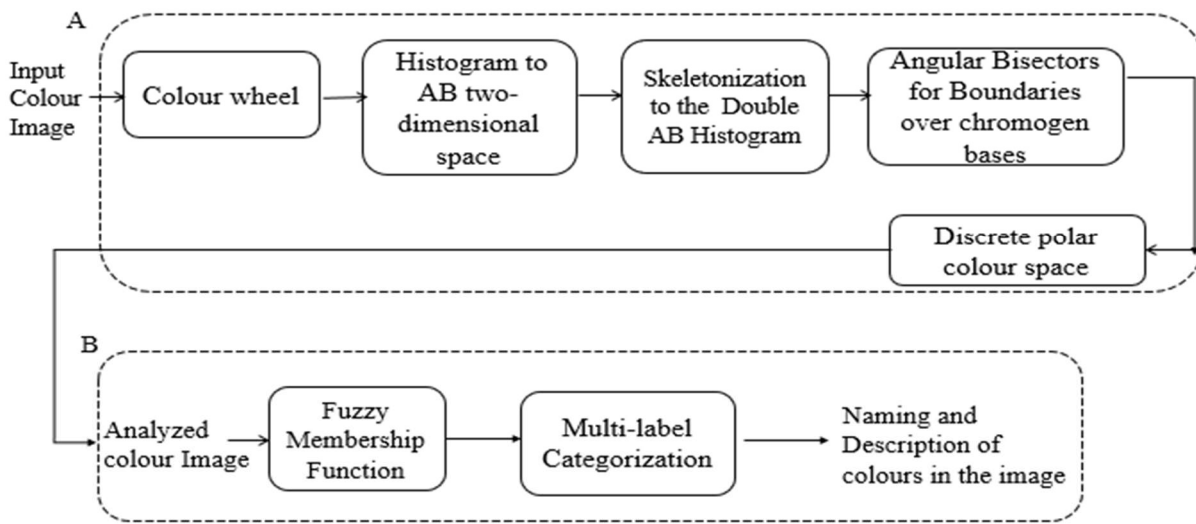 A
Input
Colour
Image
Colour wheel
Histogram to
AB two-
dimensional
space
Skeletonization
to the Double
AB Histogram
Angular Bisectors
for Boundaries
over chromogen
bases
Discrete polar
colour space
B
Analyzed
colour Image
Fuzzy
Membership
Function
Multi-label
Categorization
Naming and
Description of
colours in the image